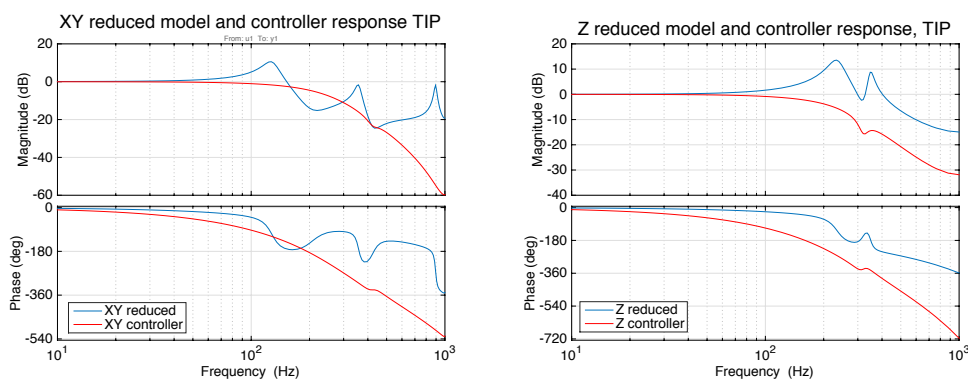 XY reduced model and controller response TIP
From: u1 To: y1
Magnitude (dB)
20
0
-20
-40
-60
Phase (deg)
0
-180
-360
-540
XY reduced
XY controller
10^1
10^2
10^3
Frequency (Hz)
Z reduced model and controller response, TIP
Magnitude (dB)
20
10
0
-10
-20
-30
-40
Phase (deg)
0
-180
-360
-540
-720
Z reduced
Z controller
10^1
10^2
10^3
Frequency (Hz)